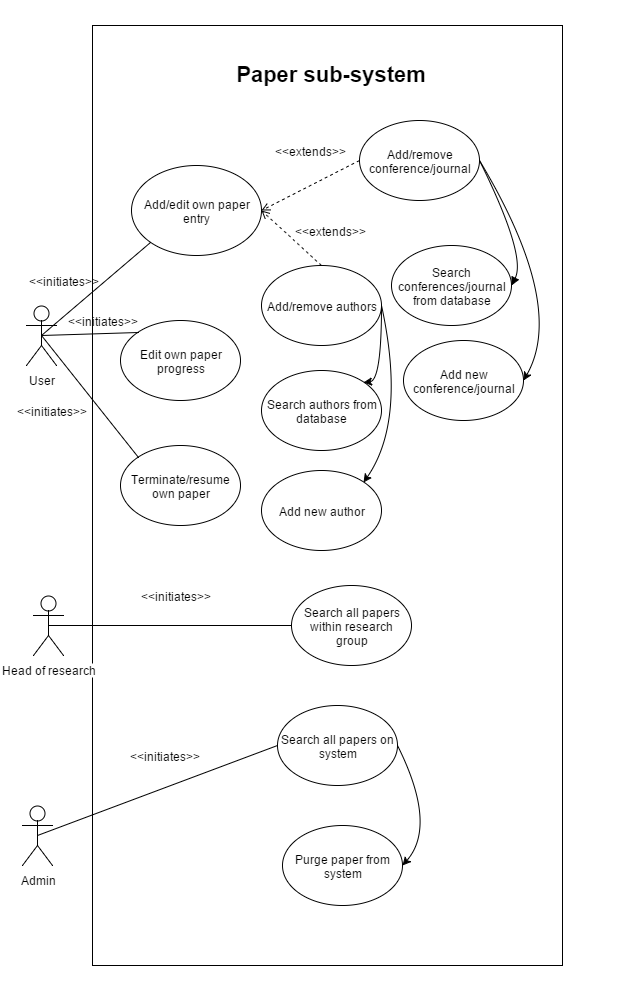 Paper sub-system
<<extends>>
Add/remove
conference/journal
Add/edit own paper
entry
<<extends>>
<<initiates>>
Search
conferences/journal
from database
Add/remove authors
<<initiates>>
User
Edit own paper
progress
Add new
conference/journal
<<initiates>>
Search authors from
database
Terminate/resume
own paper
Add new author
<<initiates>>
Search all papers
within research
group
Head of research
Search all papers on
system
<<initiates>>
Purge paper from
system
Admin